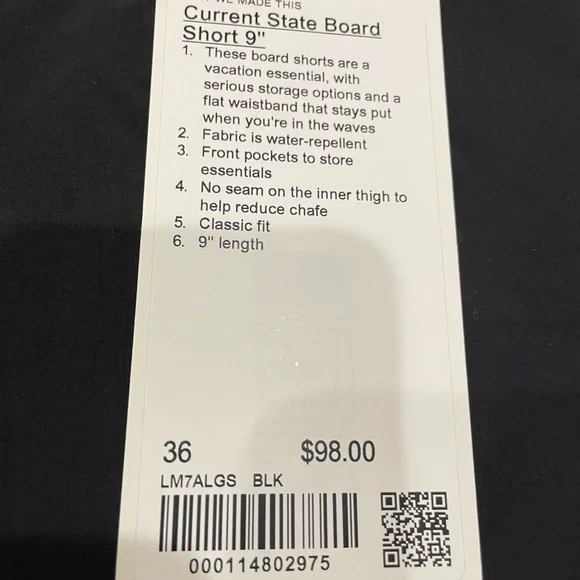 WE MADE THIS
Current State Board
Short 9"
1. These board shorts are a
vacation essential, with
serious storage options and a
flat waistband that stays put
when you're in the waves
2. Fabric is water-repellent
3. Front pockets to store
essentials
4. No seam on the inner thigh to
help reduce chafe
5. Classic fit
6. 9" length
36 $98.00
LM7ALGS BLK
000114802975